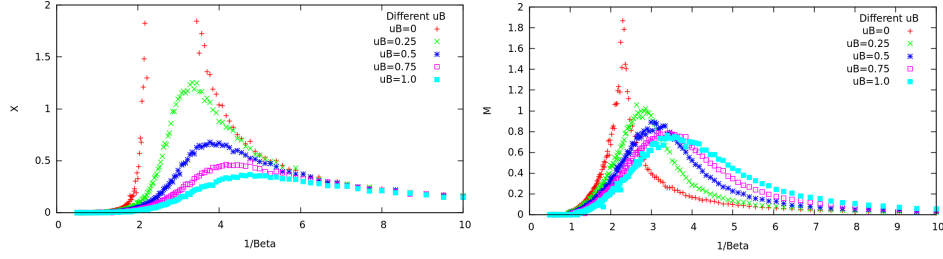 Different uB
uB=0
uB=0.25
uB=0.5
uB=0.75
uB=1.0
2
1.5
1
0.5
0
X
0 2 4 6 8 10
1/Beta
Different uB
uB=0
uB=0.25
uB=0.5
uB=0.75
uB=1.0
2
1.8
1.6
1.4
1.2
1
0.8
0.6
0.4
0.2
0
M
0 1 2 3 4 5 6 7 8 9 10
1/Beta